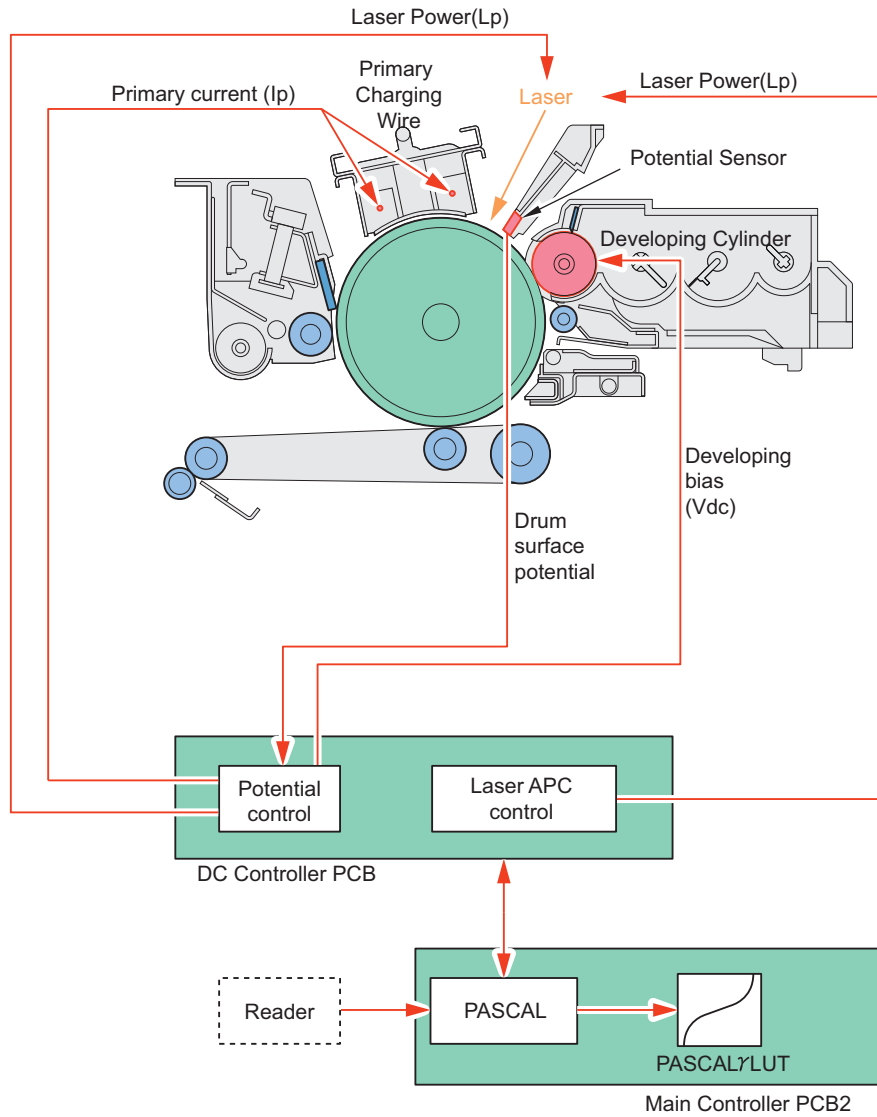 Laser Power(Lp)
Primary
Charging
Wire
Primary current (Ip)
Laser
Laser Power(Lp)
Potential Sensor
Developing Cylinder
Developing
bias
(Vdc)
Drum
surface
potential
Potential
control
Laser APC
control
DC Controller PCB
Reader
PASCAL
PASCALγLUT
Main Controller PCB2